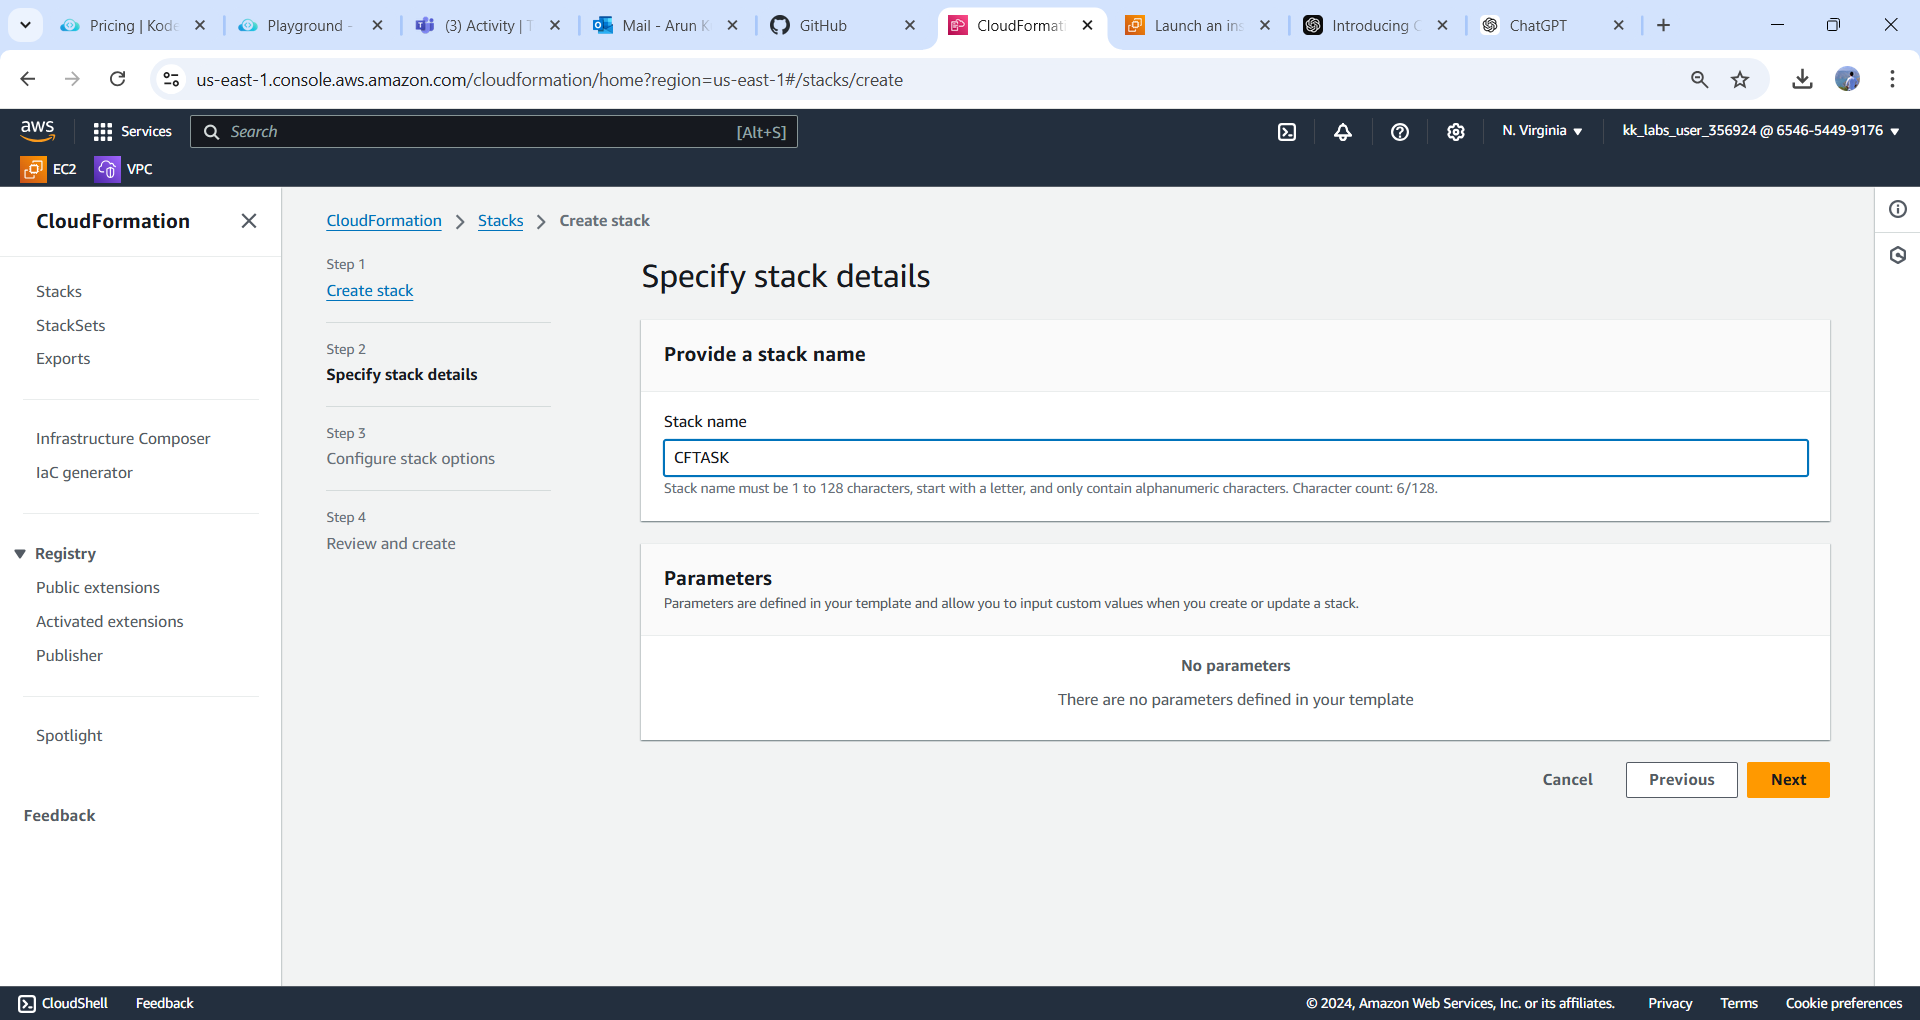 Pricing | Kode
Playground -
(3) Activity | T
Mail - Arun K
GitHub
CloudFormati
Launch an ins
Introducing C
ChatGPT
us-east-1.console.aws.amazon.com/cloudformation/home?region=us-east-1#/stacks/create
aws
Services
Search
[Alt+S]
N. Virginia
kk_labs_user_356924 @ 6546-5449-9176
EC2
VPC
CloudFormation
Stacks
StackSets
Exports
Infrastructure Composer
IaC generator
Registry
Public extensions
Activated extensions
Publisher
Spotlight
Feedback
CloudFormation
Stacks
Create stack
Step 1
Create stack
Step 2
Specify stack details
Step 3
Configure stack options
Step 4
Review and create
Specify stack details
Provide a stack name
Stack name
CFTASK
Stack name must be 1 to 128 characters, start with a letter, and only contain alphanumeric characters. Character count: 6/128.
Parameters
Parameters are defined in your template and allow you to input custom values when you create or update a stack.
No parameters
There are no parameters defined in your template
Cancel
Previous
Next
CloudShell
Feedback
© 2024, Amazon Web Services, Inc. or its affiliates.
Privacy
Terms
Cookie preferences